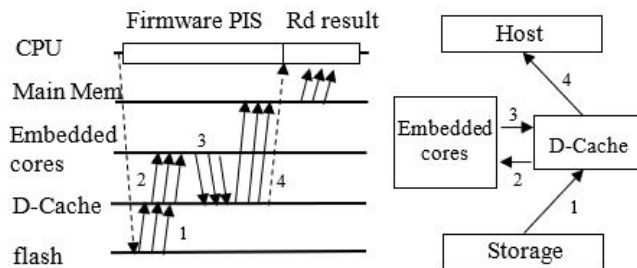 Firmware PIS
Rd result
CPU
Main Mem
Embedded
cores
3
2
4
D-Cache
1
flash
Host
4
Embedded
cores
3
2
D-Cache
1
Storage